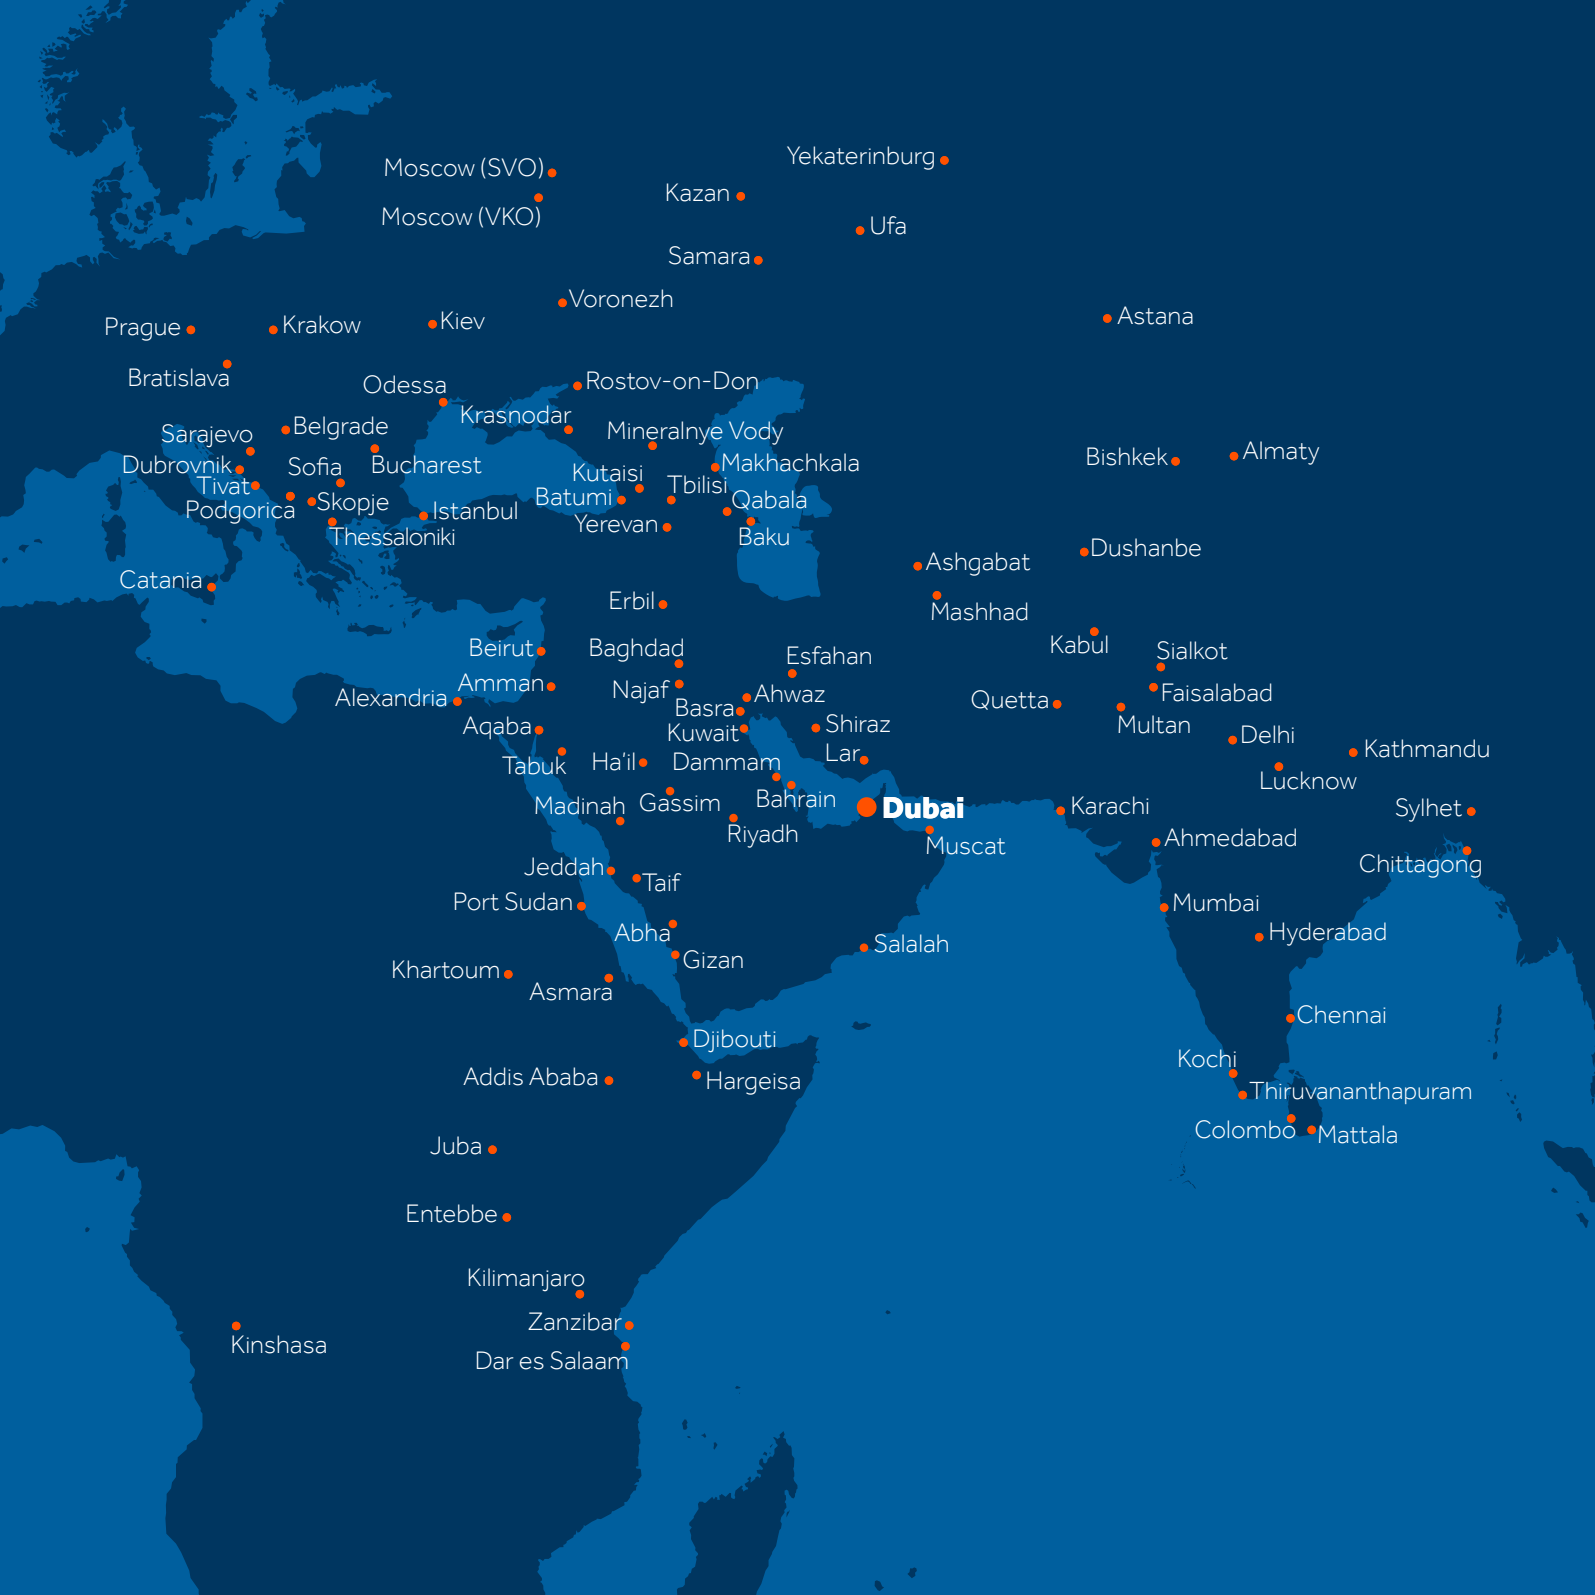 Yekaterinburg
Moscow (SVO)
Kazan
Moscow (VKO)
Ufa
Samara
Voronezh
Astana
Prague
Krakow
Kiev
Bratislava
Odessa
Rostov-on-Don
Krasnodar
Belgrade
Sarajevo
Mineralnye Vody
Bishkek
Almaty
Dubrovnik
Sofia
Bucharest
Makhachkala
Kutaisi
Tivat
Tbilisi
Batumi
Qabala
Podgorica
Skopje
Istanbul
Yerevan
Thessaloniki
Baku
Dushanbe
Ashgabat
Catania
Erbil
Mashhad
Kabul
Beirut
Baghdad
Esfahan
Sialkot
Amman
Najaf
Ahwaz
Faisalabad
Alexandria
Quetta
Basra
Aqaba
Kuwait
Shiraz
Multan
Delhi
Lar
Kathmandu
Tabuk
Ha'il
Dammam
Lucknow
Madinah
Gassim
Bahrain
Dubai
Karachi
Sylhet
Riyadh
Muscat
Ahmedabad
Chittagong
Jeddah
Taif
Port Sudan
Mumbai
Abha
Hyderabad
Salalah
Gizan
Khartoum
Asmara
Chennai
Djibouti
Kochi
Addis Ababa
Hargeisa
Thiruvananthapuram
Colombo
Mattala
Juba
Entebbe
Kilimanjaro
Zanzibar
Kinshasa
Dar es Salaam